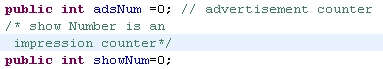 public int adsNum =0; // advertisement counter
/* show Number is an
impression counter*/
public int showNum=0;